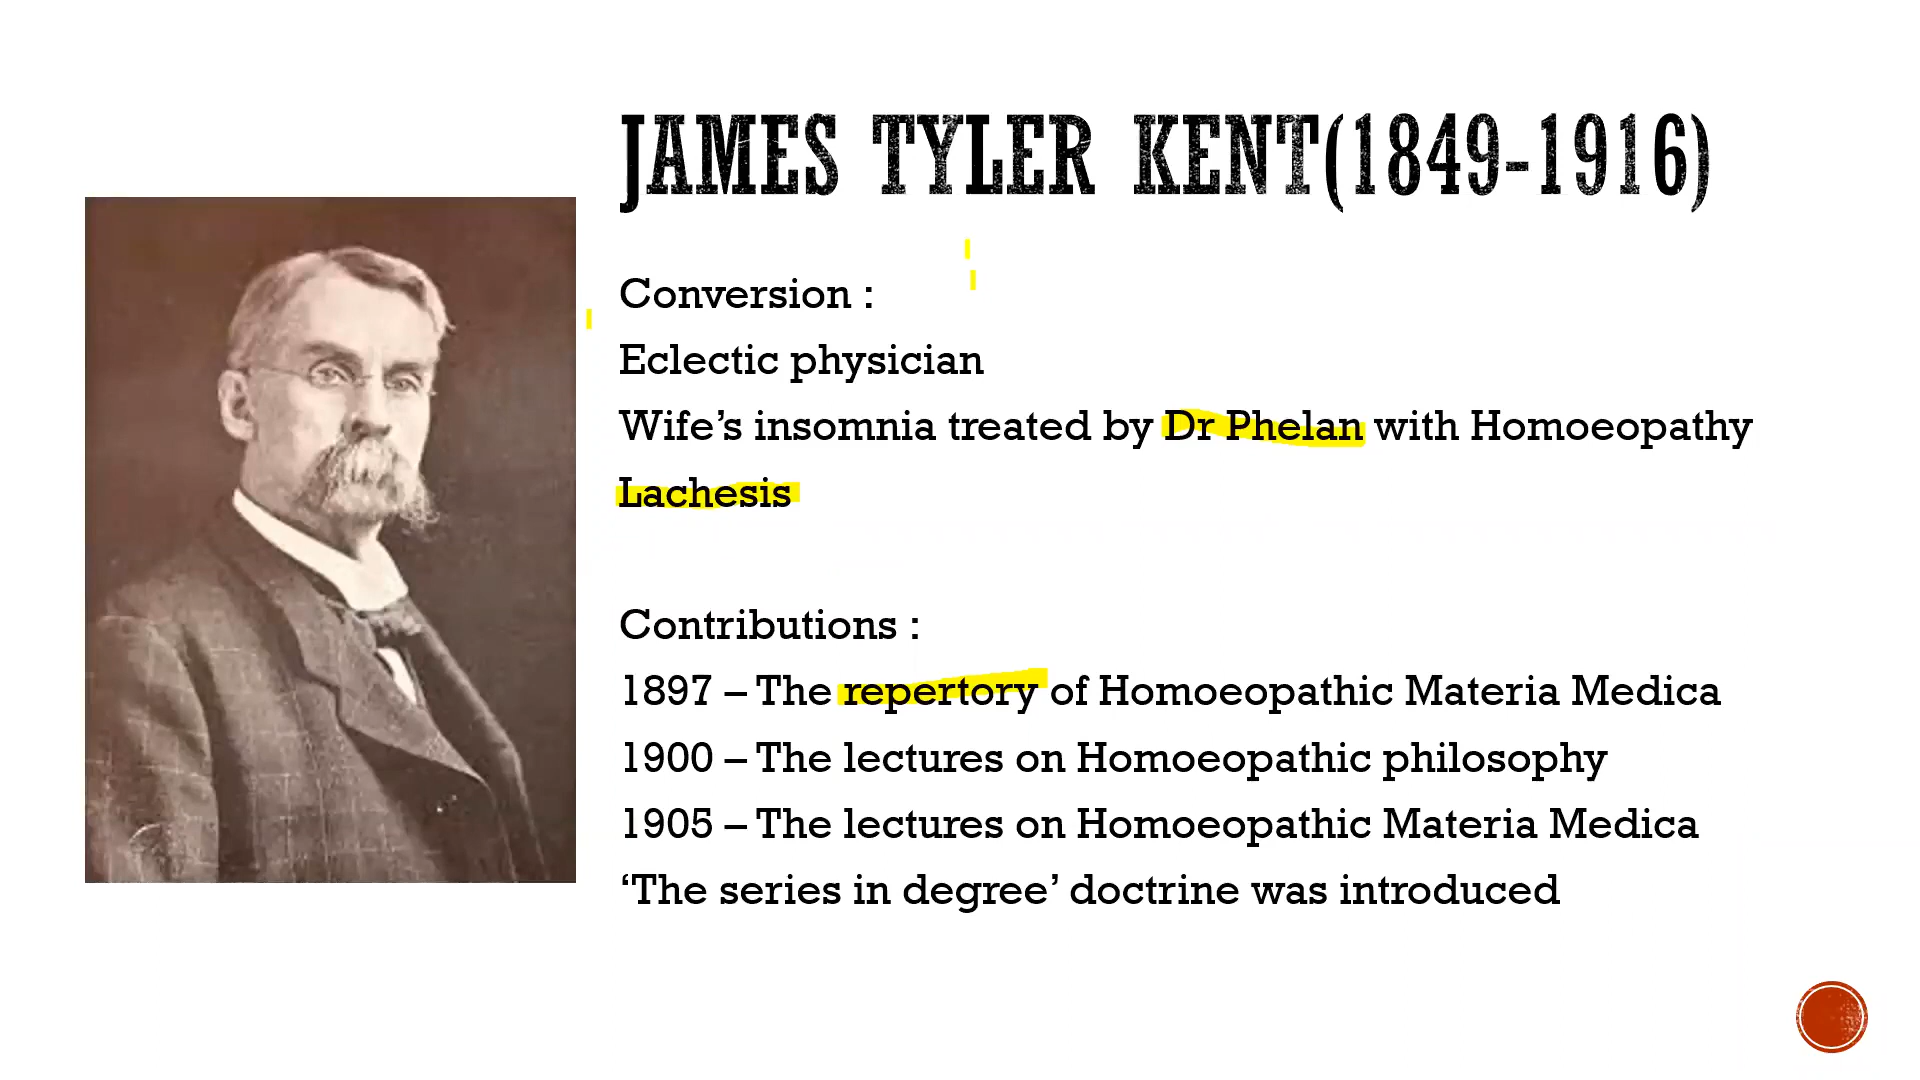 JAMES TYLER KENT(1849-1916)
Conversion :
Eclectic physician
Wife’s insomnia treated by Dr Phelan with Homoeopathy
Lachesis
Contributions :
1897 – The repertory of Homoeopathic Materia Medica
1900 – The lectures on Homoeopathic philosophy
1905 – The lectures on Homoeopathic Materia Medica
‘The series in degree’ doctrine was introduced